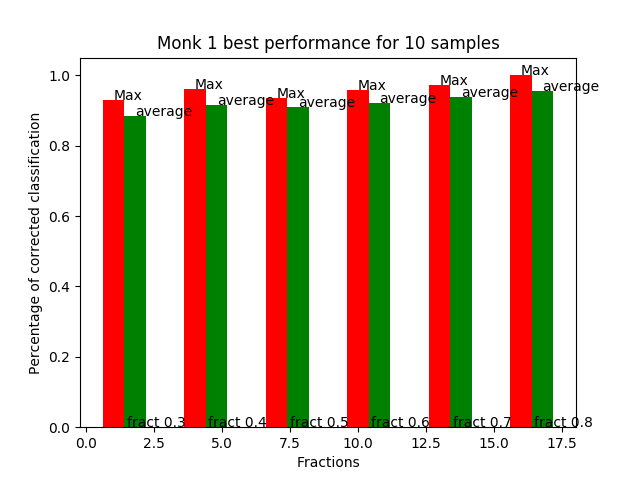 Monk 1 best performance for 10 samples
1.0
0.8
0.6
0.4
0.2
0.0
Percentage of corrected classification
Max
average
Max
average
Max
average
Max
average
Max
average
Max
average
fract 0.3
fract 0.4
fract 0.5
fract 0.6
fract 0.7
fract 0.8
0.0 2.5 5.0 7.5 10.0 12.5 15.0 17.5
Fractions